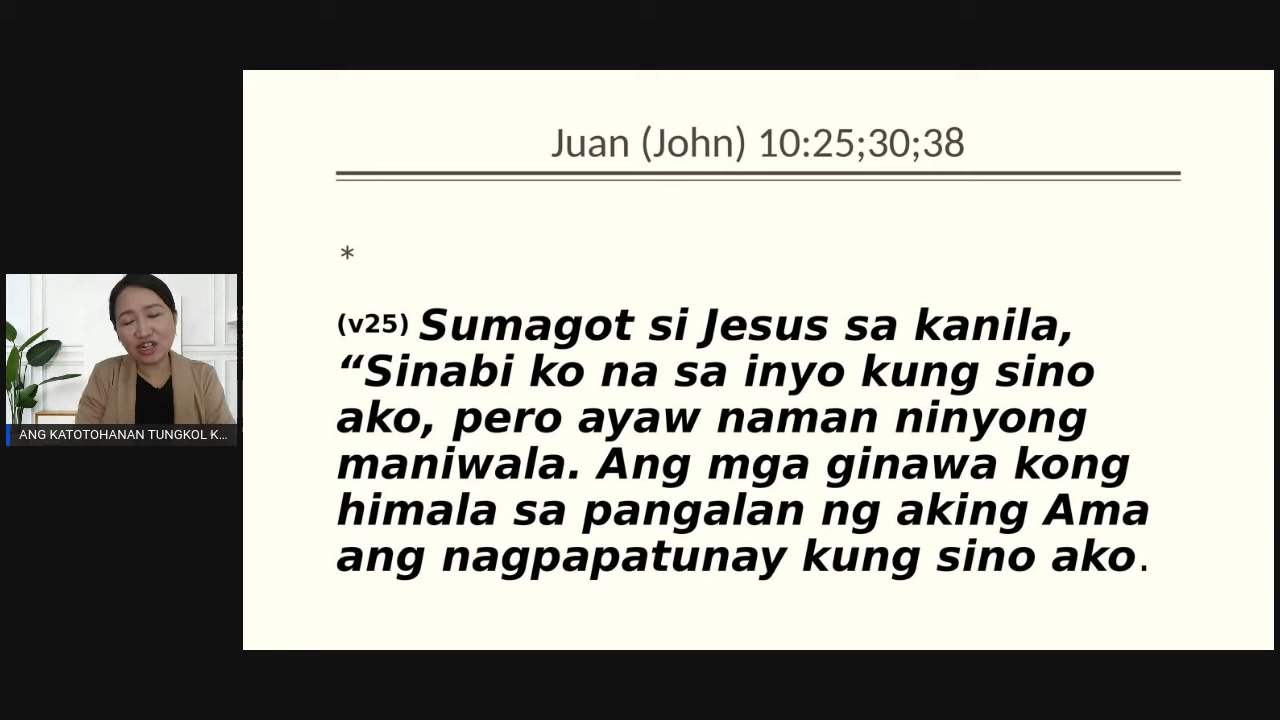 Juan (John) 10:25;30;38
*
(v25) Sumagot si Jesus sa kanila,
“Sinabi ko na sa inyo kung sino
ako, pero ayaw naman ninyong
maniwala. Ang mga ginawa kong
himala sa pangalan ng aking Ama
ang nagpapatunay kung sino ako.
ANG KATOTOHANAN TUNGKOL K...